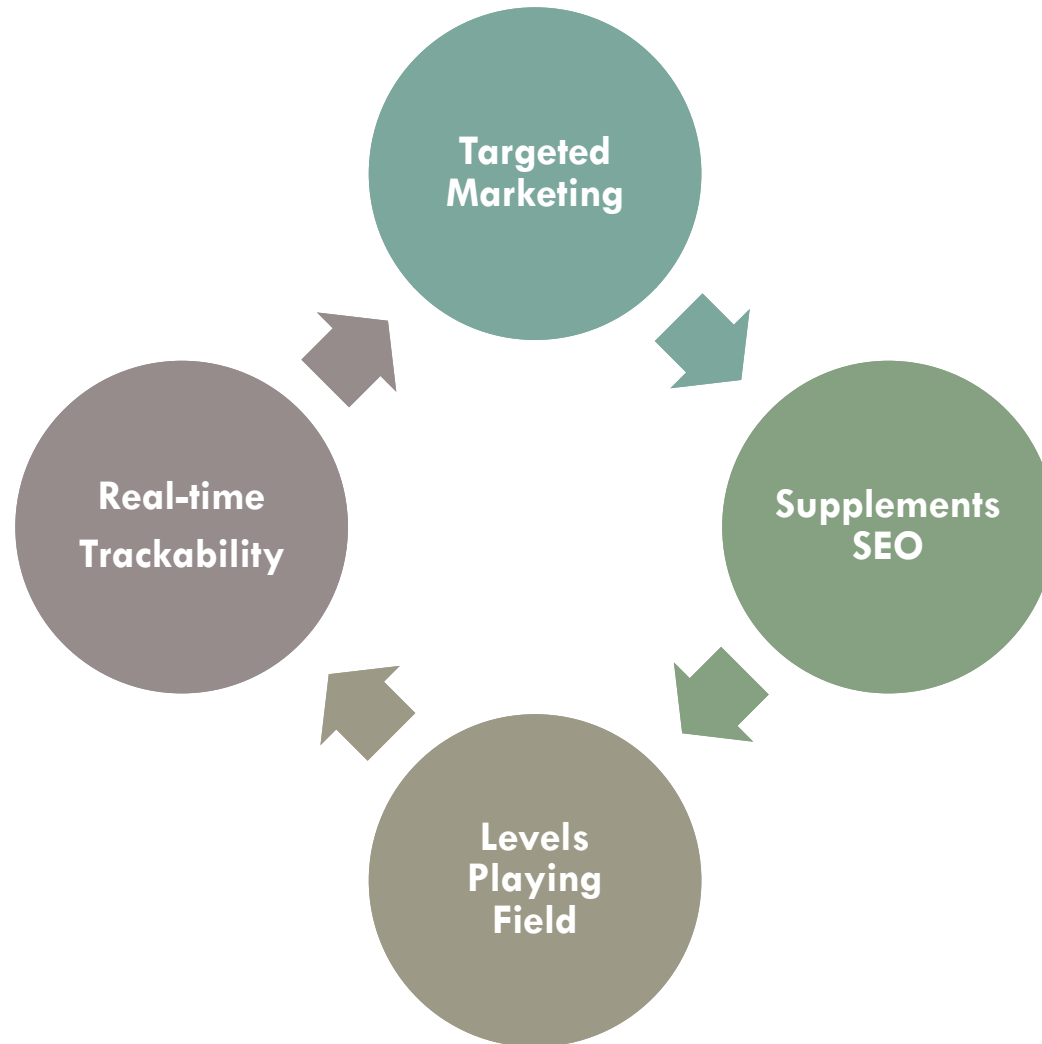 Targeted
Marketing
Supplements
SEO
Levels
Playing
Field
Real-time
Trackability